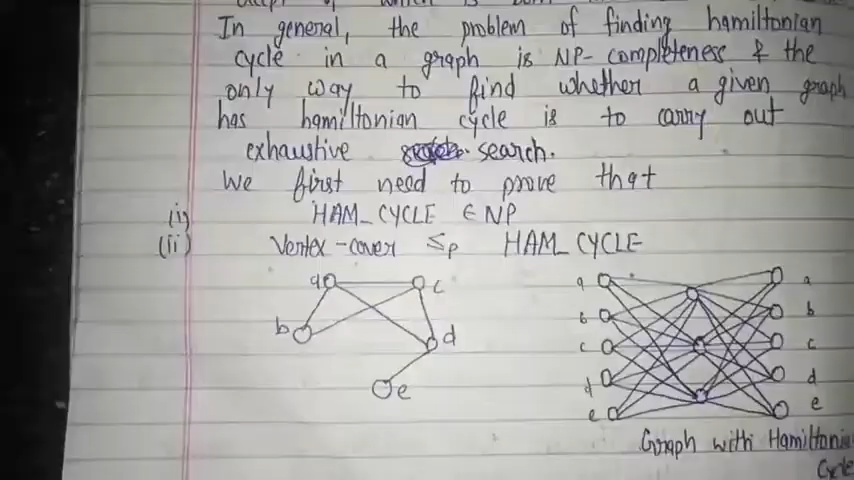 In general, the problem of finding hamiltonian
cycle in a graph is NP-completeness & the
only way to find whether a given graph
has hamiltonian cycle is to carry out
exhaustive search.
We first need to prove that
(i) HAM_CYCLE ∈ NP
(ii) Vertex-cover ≤p HAM_CYCLE
a c
b d
e
a a
b b
c c
d d
e e
Graph with Hamiltonia
Cycle